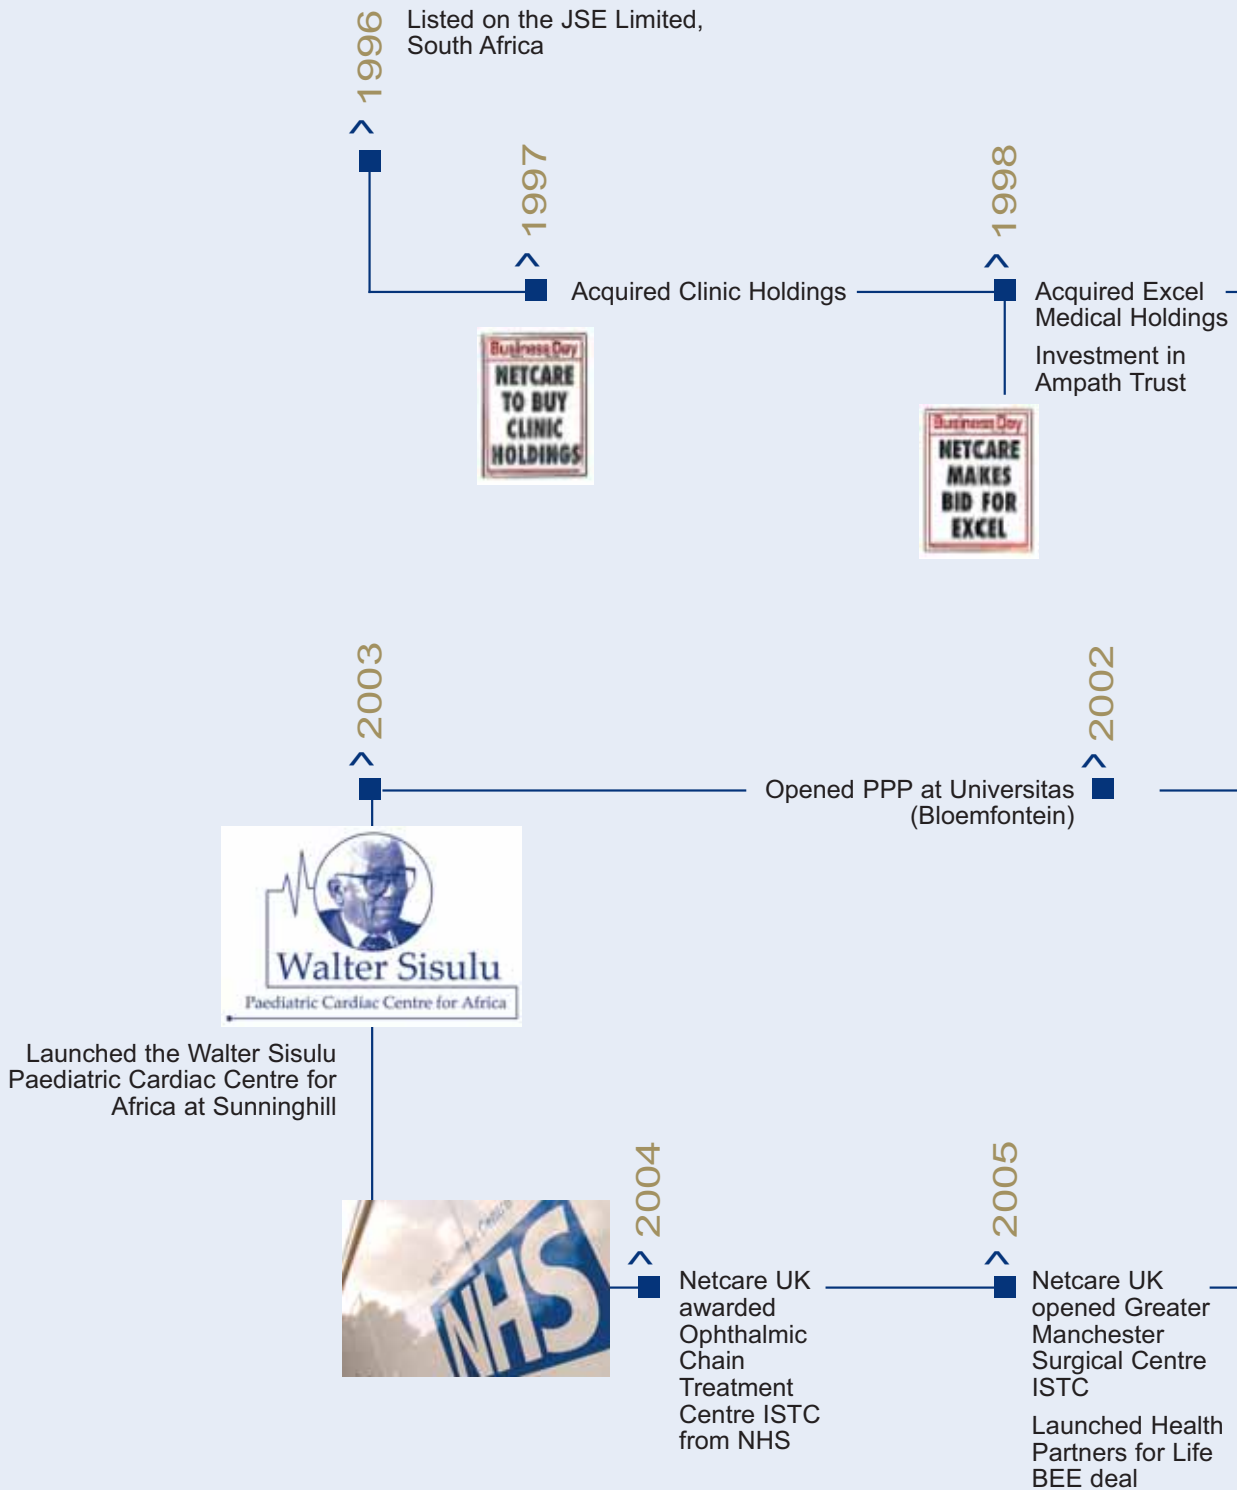 1996
Listed on the JSE Limited,
South Africa
1997
Acquired Clinic Holdings
Business Day
NETCARE
TO BUY
CLINIC
HOLDINGS
1998
Acquired Excel
Medical Holdings
Investment in
Ampath Trust
Business Day
NETCARE
MAKES
BID FOR
EXCEL
2002
Opened PPP at Universitas
(Bloemfontein)
2003
Walter Sisulu
Paediatric Cardiac Centre for Africa
Launched the Walter Sisulu
Paediatric Cardiac Centre for
Africa at Sunninghill
NHS
2004
Netcare UK
awarded
Ophthalmic
Chain
Treatment
Centre ISTC
from NHS
2005
Netcare UK
opened Greater
Manchester
Surgical Centre
ISTC
Launched Health
Partners for Life
BEE deal